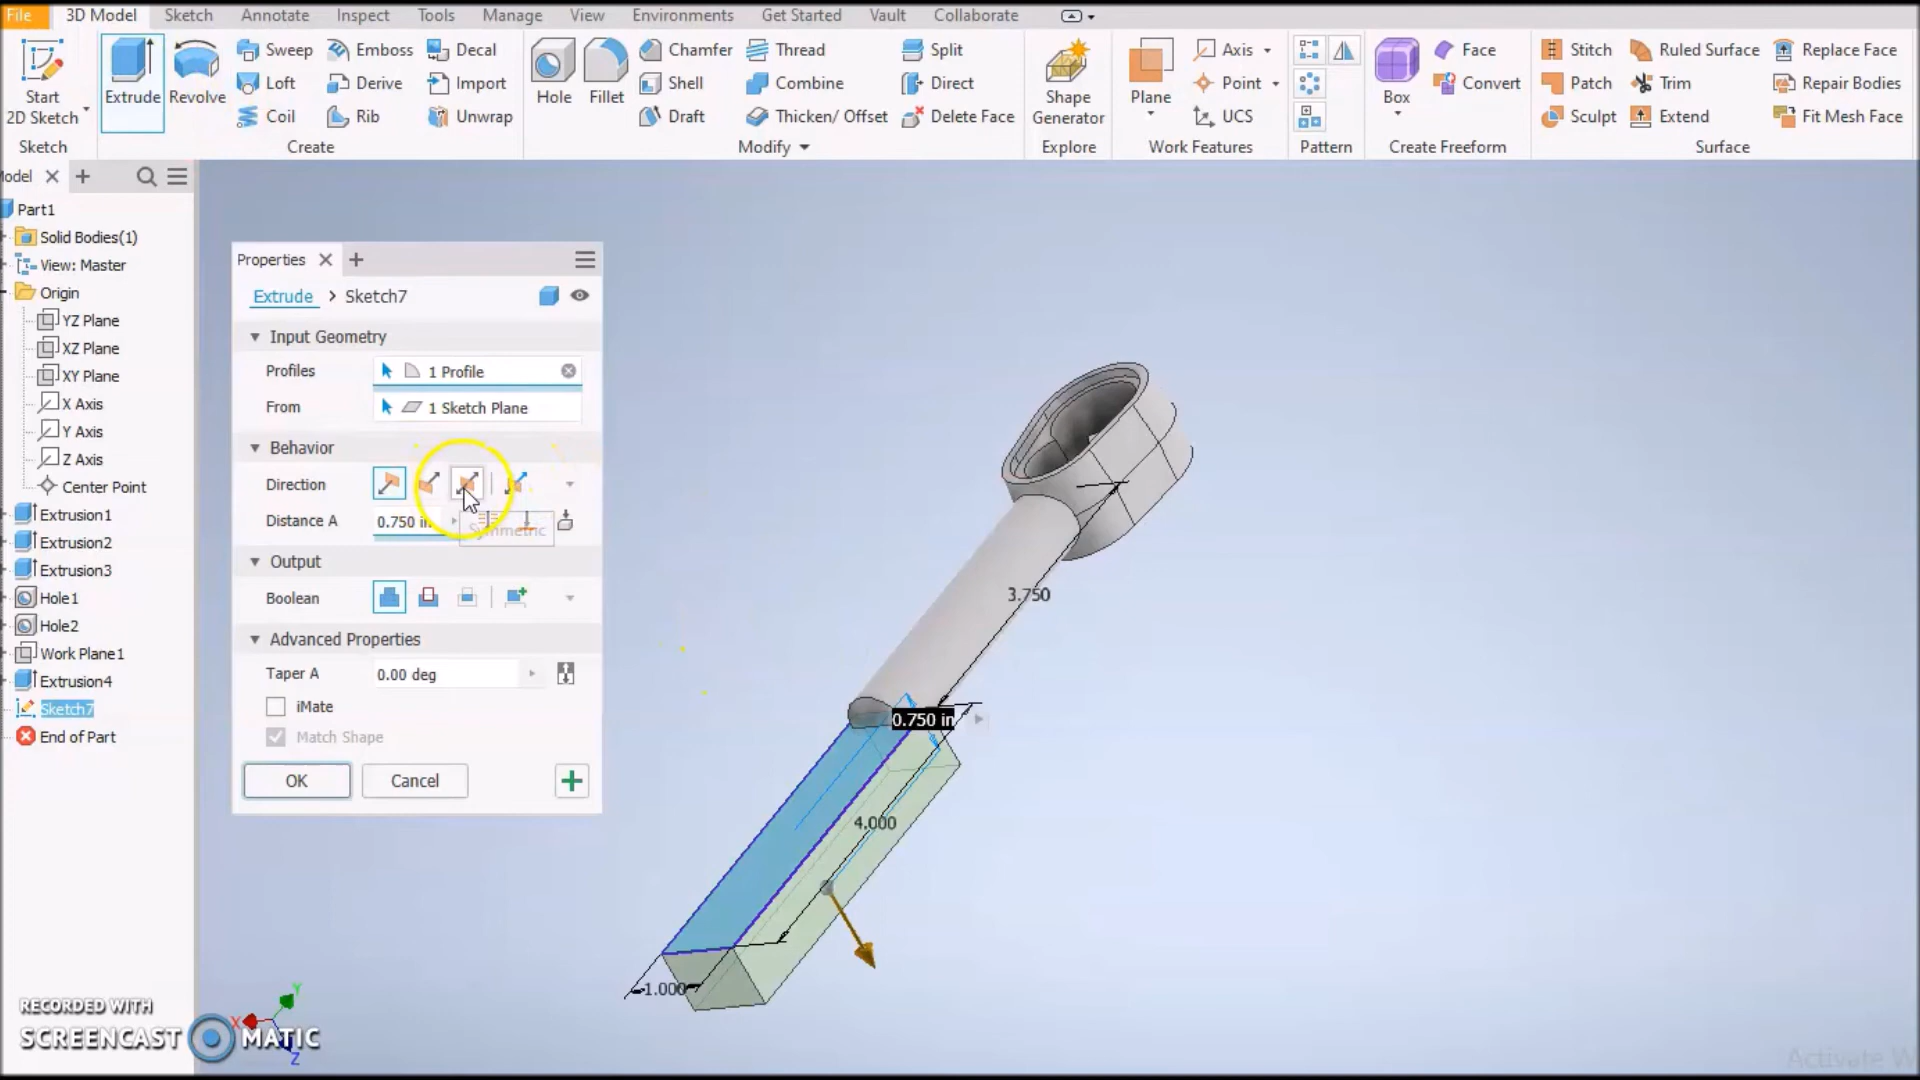 File 3D Model Sketch Annotate Inspect Tools Manage View Environments Get Started Vault Collaborate
Start
2D Sketch
Extrude
Revolve
Sweep
Loft
Coil
Emboss
Derive
Rib
Decal
Import
Unwrap
Hole
Fillet
Chamfer
Shell
Draft
Thread
Combine
Thicken/ Offset
Split
Direct
Delete Face
Shape
Generator
Plane
Axis
Point
UCS
Box
Face
Convert
Stitch
Patch
Sculpt
Ruled Surface
Trim
Extend
Replace Face
Repair Bodies
Fit Mesh Face
Sketch Create Modify Explore Work Features Pattern Create Freeform Surface
odel
Part1
Solid Bodies(1)
View: Master
Origin
YZ Plane
XZ Plane
XY Plane
X Axis
Y Axis
Z Axis
Center Point
Extrusion1
Extrusion2
Extrusion3
Hole1
Hole2
Work Plane1
Extrusion4
Sketch7
End of Part
Properties
Extrude > Sketch7
Input Geometry
Profiles 1 Profile
From 1 Sketch Plane
Behavior
Direction
Distance A 0.750 in
Symmetric
Output
Boolean
Advanced Properties
Taper A 0.00 deg
iMate
Match Shape
OK Cancel
3.750
0.750 in
4.000
1.000
RECORDED WITH
SCREENCAST MATIC
X
Y
Z
Activate W